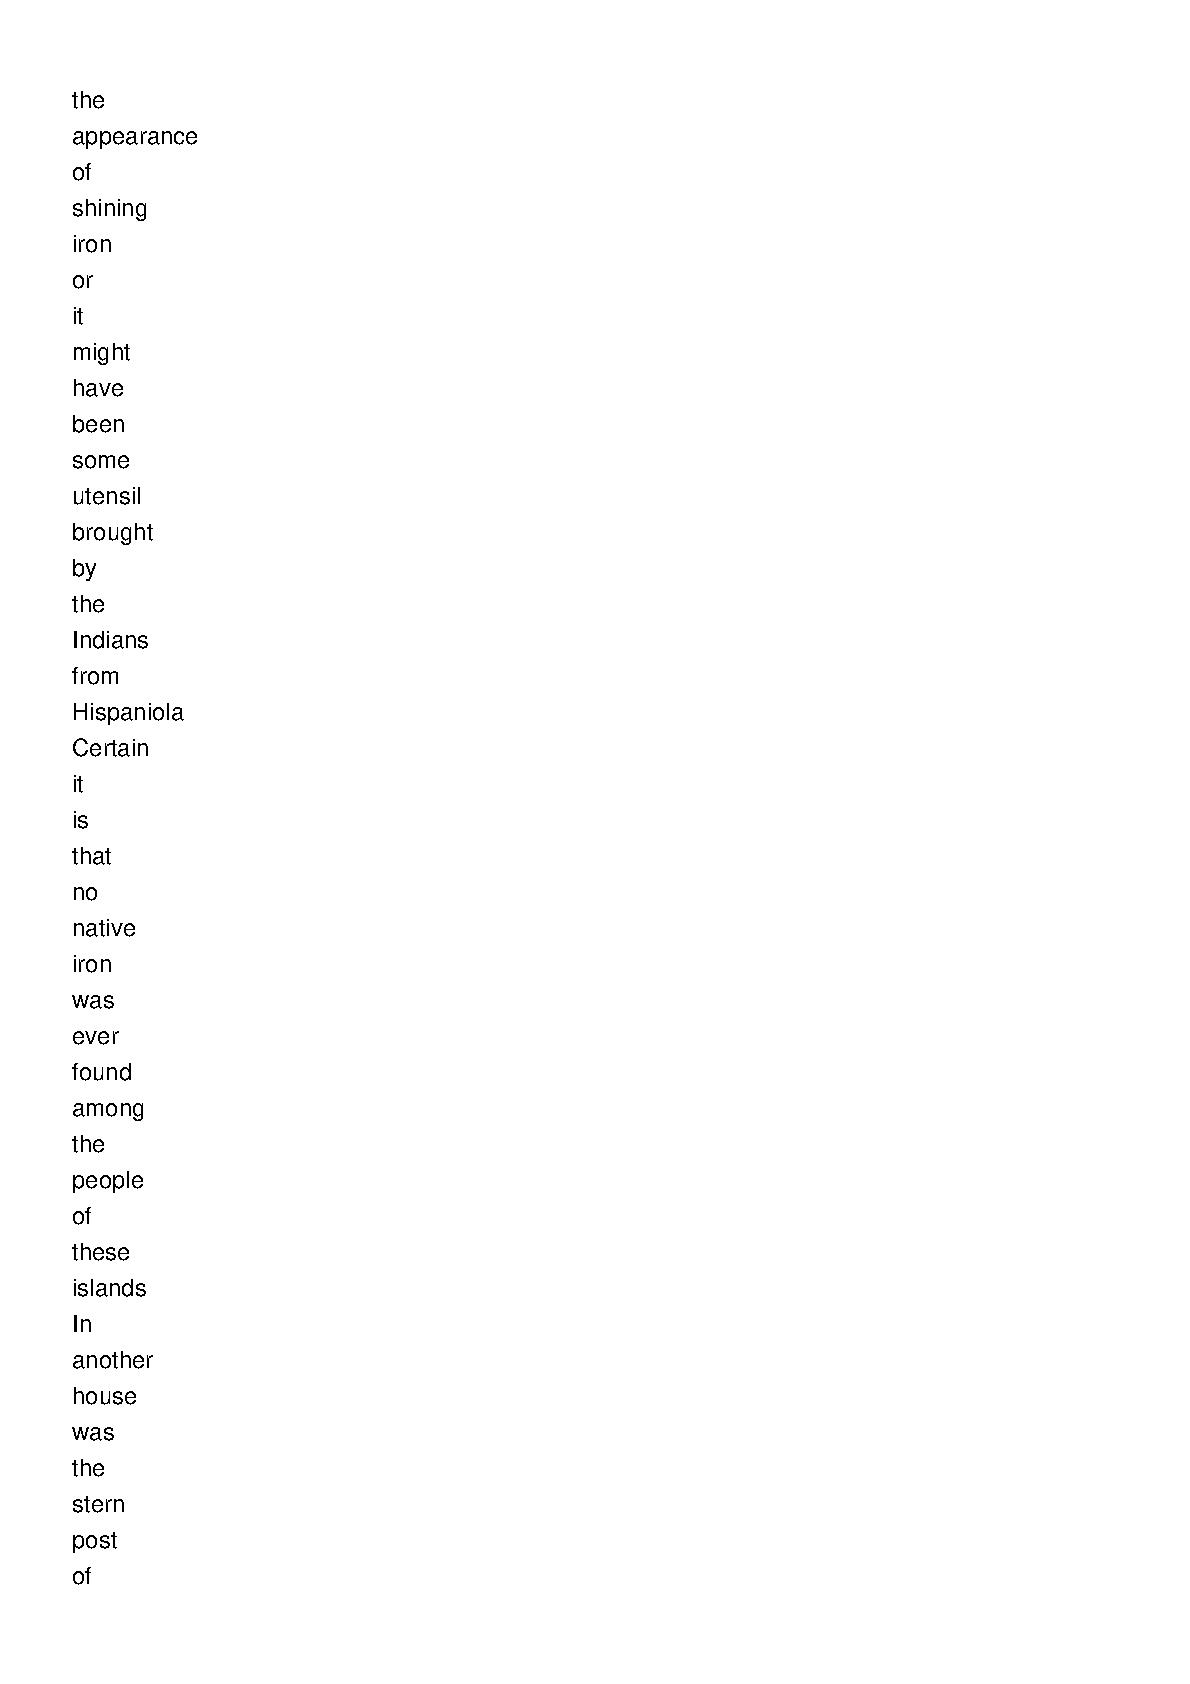 the
appearance
of
shining
iron
or
it
might
have
been
some
utensil
brought
by
the
Indians
from
Hispaniola
Certain
it
is
that
no
native
iron
was
ever
found
among
the
people
of
these
islands
In
another
house
was
the
stern
post
of